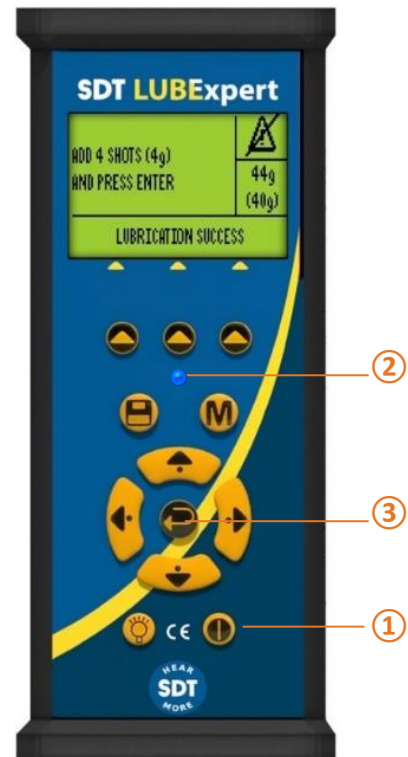 SDT LUBExpert
ADD 4 SHOTS (4g)
AND PRESS ENTER
44g
(40g)
LUBRICATION SUCCESS
②
M
③
CE
①
HEAR
SDT
MORE